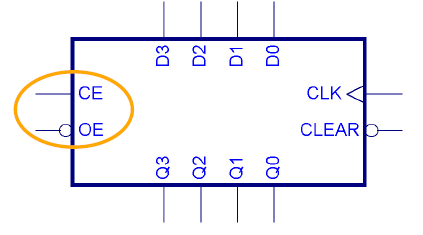 D3 D2 D1 D0
CE CLK
OE CLEAR
Q3 Q2 Q1 Q0